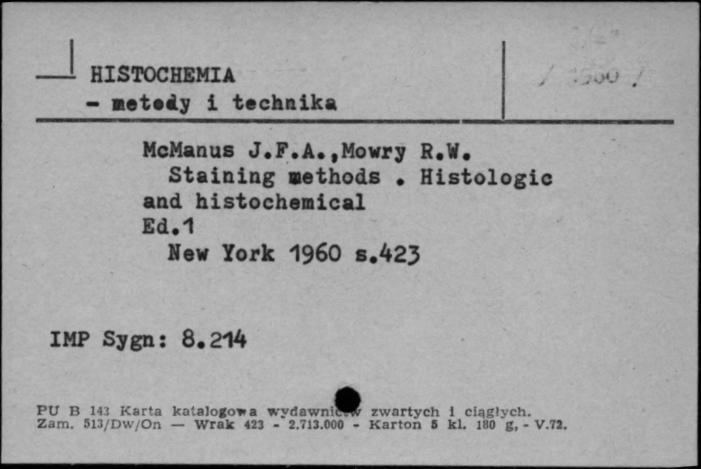 HISTOCHEMIA
- metody i technika
McManus J.F.A.,Mowry R.W.
Staining methods . Histologic
and histochemical
Ed.1
New York 1960 s.423
IMP Sygn: 8.214
PU B 143 Karta katalogowa wydawnictw zwartych i ciągłych.
Zam. 513/Dw/On — Wrak 423 - 2.713.000 - Karton 5 kl. 180 g, - V.72.